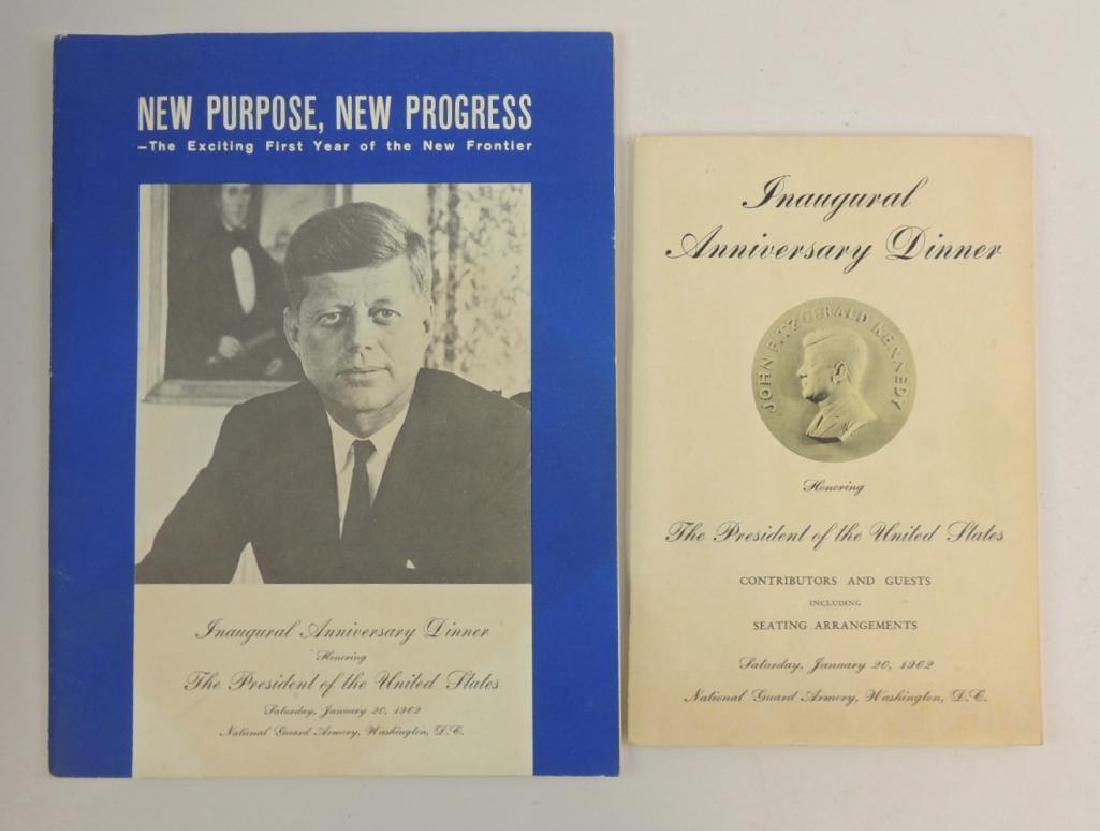 NEW PURPOSE, NEW PROGRESS
—The Exciting First Year of the New Frontier
Inaugural Anniversary Dinner
Honoring
The President of the United States
Saturday, January 20, 1962
National Guard Armory, Washington, D.C.
Inaugural
Anniversary Dinner
JOHN FITZGERALD KENNEDY
Honoring
The President of the United States
CONTRIBUTORS AND GUESTS
INCLUDING
SEATING ARRANGEMENTS
Saturday, January 20, 1962
National Guard Armory, Washington, D.C.